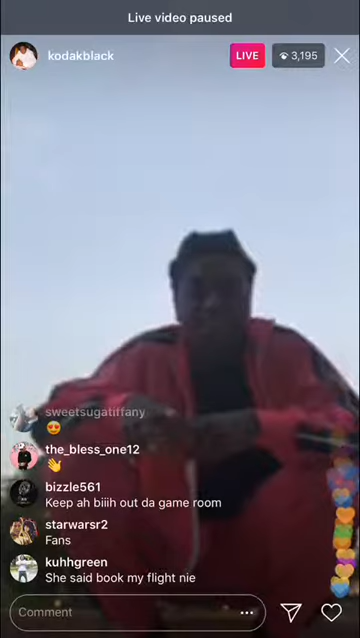 Live video paused
kodakblack
LIVE
3,195
sweetsugatiffany
😍
the_bless_one12
👋
bizzle561
Keep ah biiih out da game room
starwarsr2
Fans
kuhhgreen
She said book my flight nie
Comment